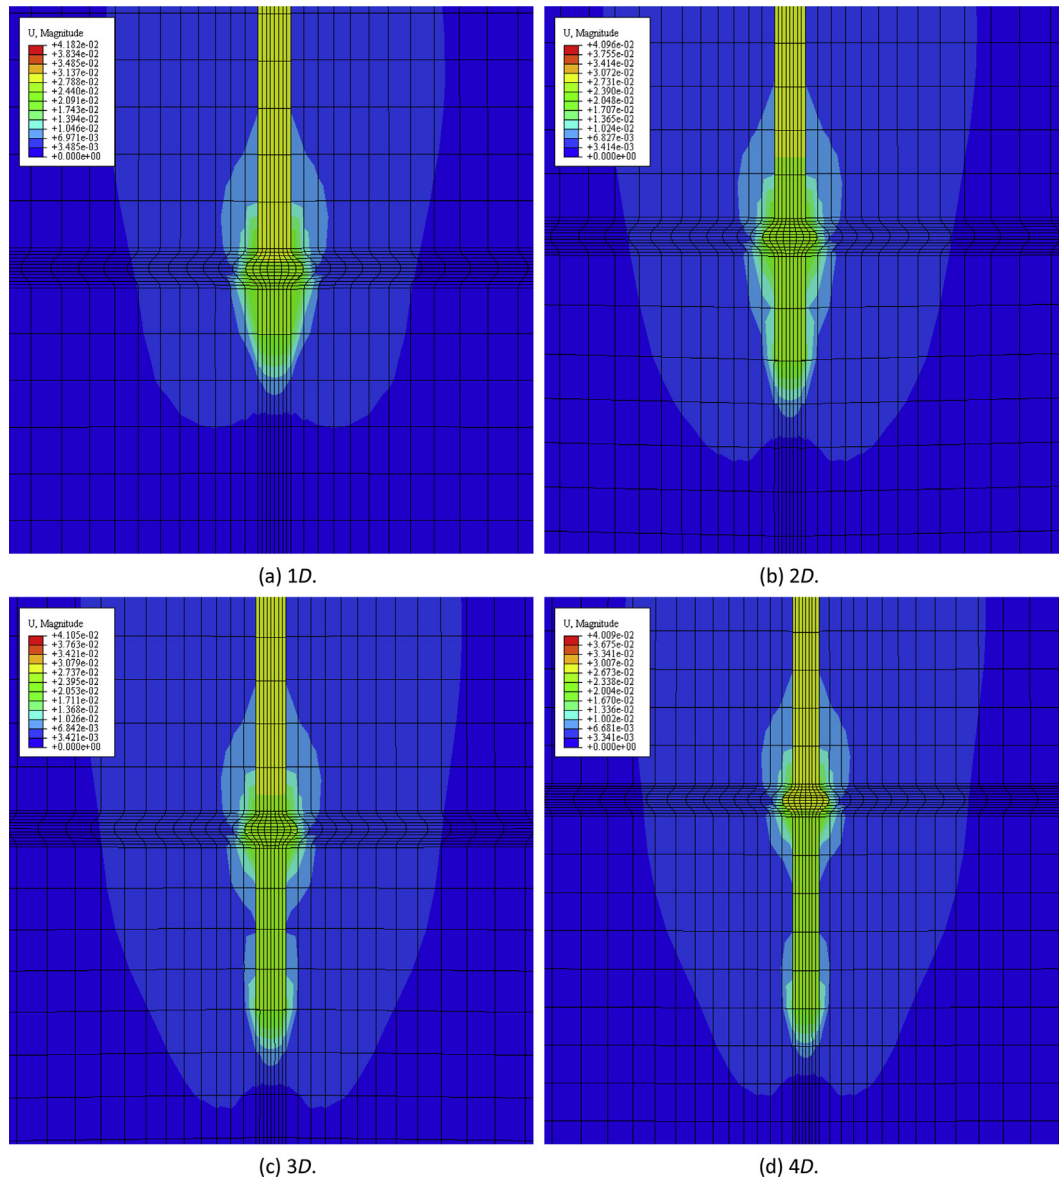 U, Magnitude
+4.182e-02
+3.834e-02
+3.485e-02
+3.137e-02
+2.788e-02
+2.440e-02
+2.091e-02
+1.743e-02
+1.394e-02
+1.046e-02
+6.971e-03
+3.485e-03
+0.000e+00
U, Magnitude
+4.096e-02
+3.755e-02
+3.414e-02
+3.072e-02
+2.731e-02
+2.390e-02
+2.048e-02
+1.707e-02
+1.365e-02
+1.024e-02
+6.827e-03
+3.414e-03
+0.000e+00
(a) 1D.
(b) 2D.
U, Magnitude
+4.105e-02
+3.763e-02
+3.421e-02
+3.079e-02
+2.737e-02
+2.395e-02
+2.053e-02
+1.711e-02
+1.368e-02
+1.026e-02
+6.842e-03
+3.421e-03
+0.000e+00
U, Magnitude
+4.009e-02
+3.675e-02
+3.341e-02
+3.007e-02
+2.673e-02
+2.338e-02
+2.004e-02
+1.670e-02
+1.336e-02
+1.002e-02
+6.681e-03
+3.341e-03
+0.000e+00
(c) 3D.
(d) 4D.